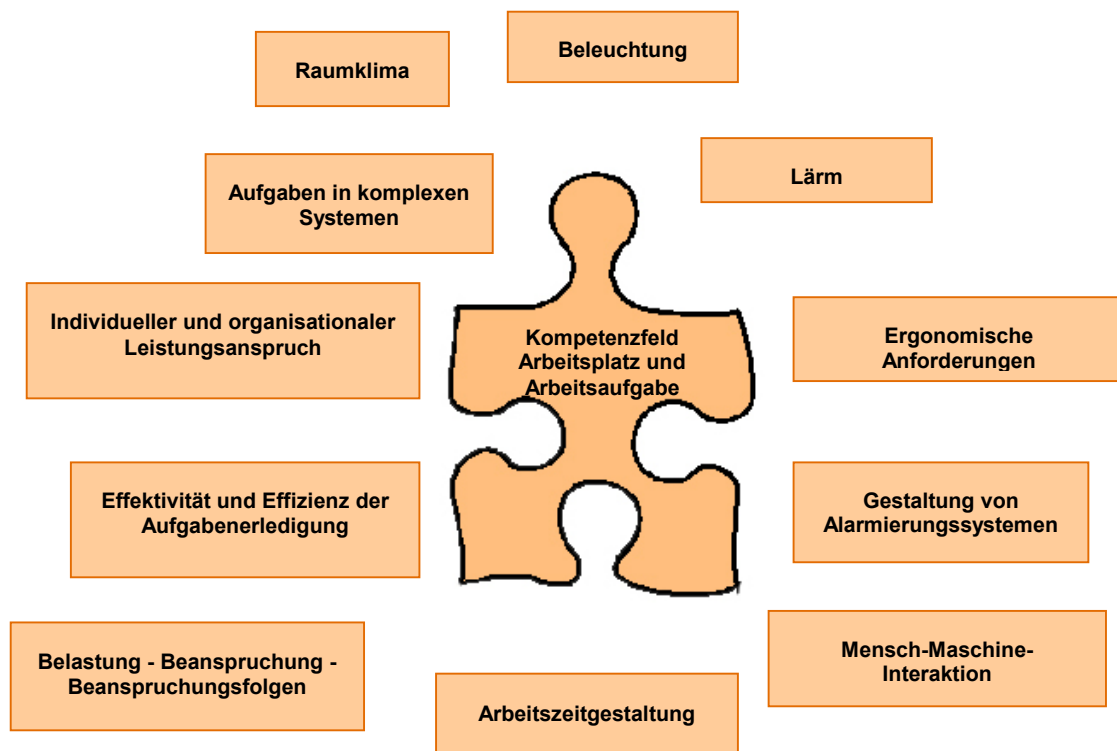 Beleuchtung
Raumklima
Lärm
Aufgaben in komplexen
Systemen
Individueller und organisationaler
Leistungsanspruch
Kompetenzfeld
Arbeitsplatz und
Arbeitsaufgabe
Ergonomische
Anforderungen
Effektivität und Effizienz der
Aufgabenerledigung
Gestaltung von
Alarmierungssystemen
Belastung - Beanspruchung -
Beanspruchungsfolgen
Mensch-Maschine-
Interaktion
Arbeitszeitgestaltung